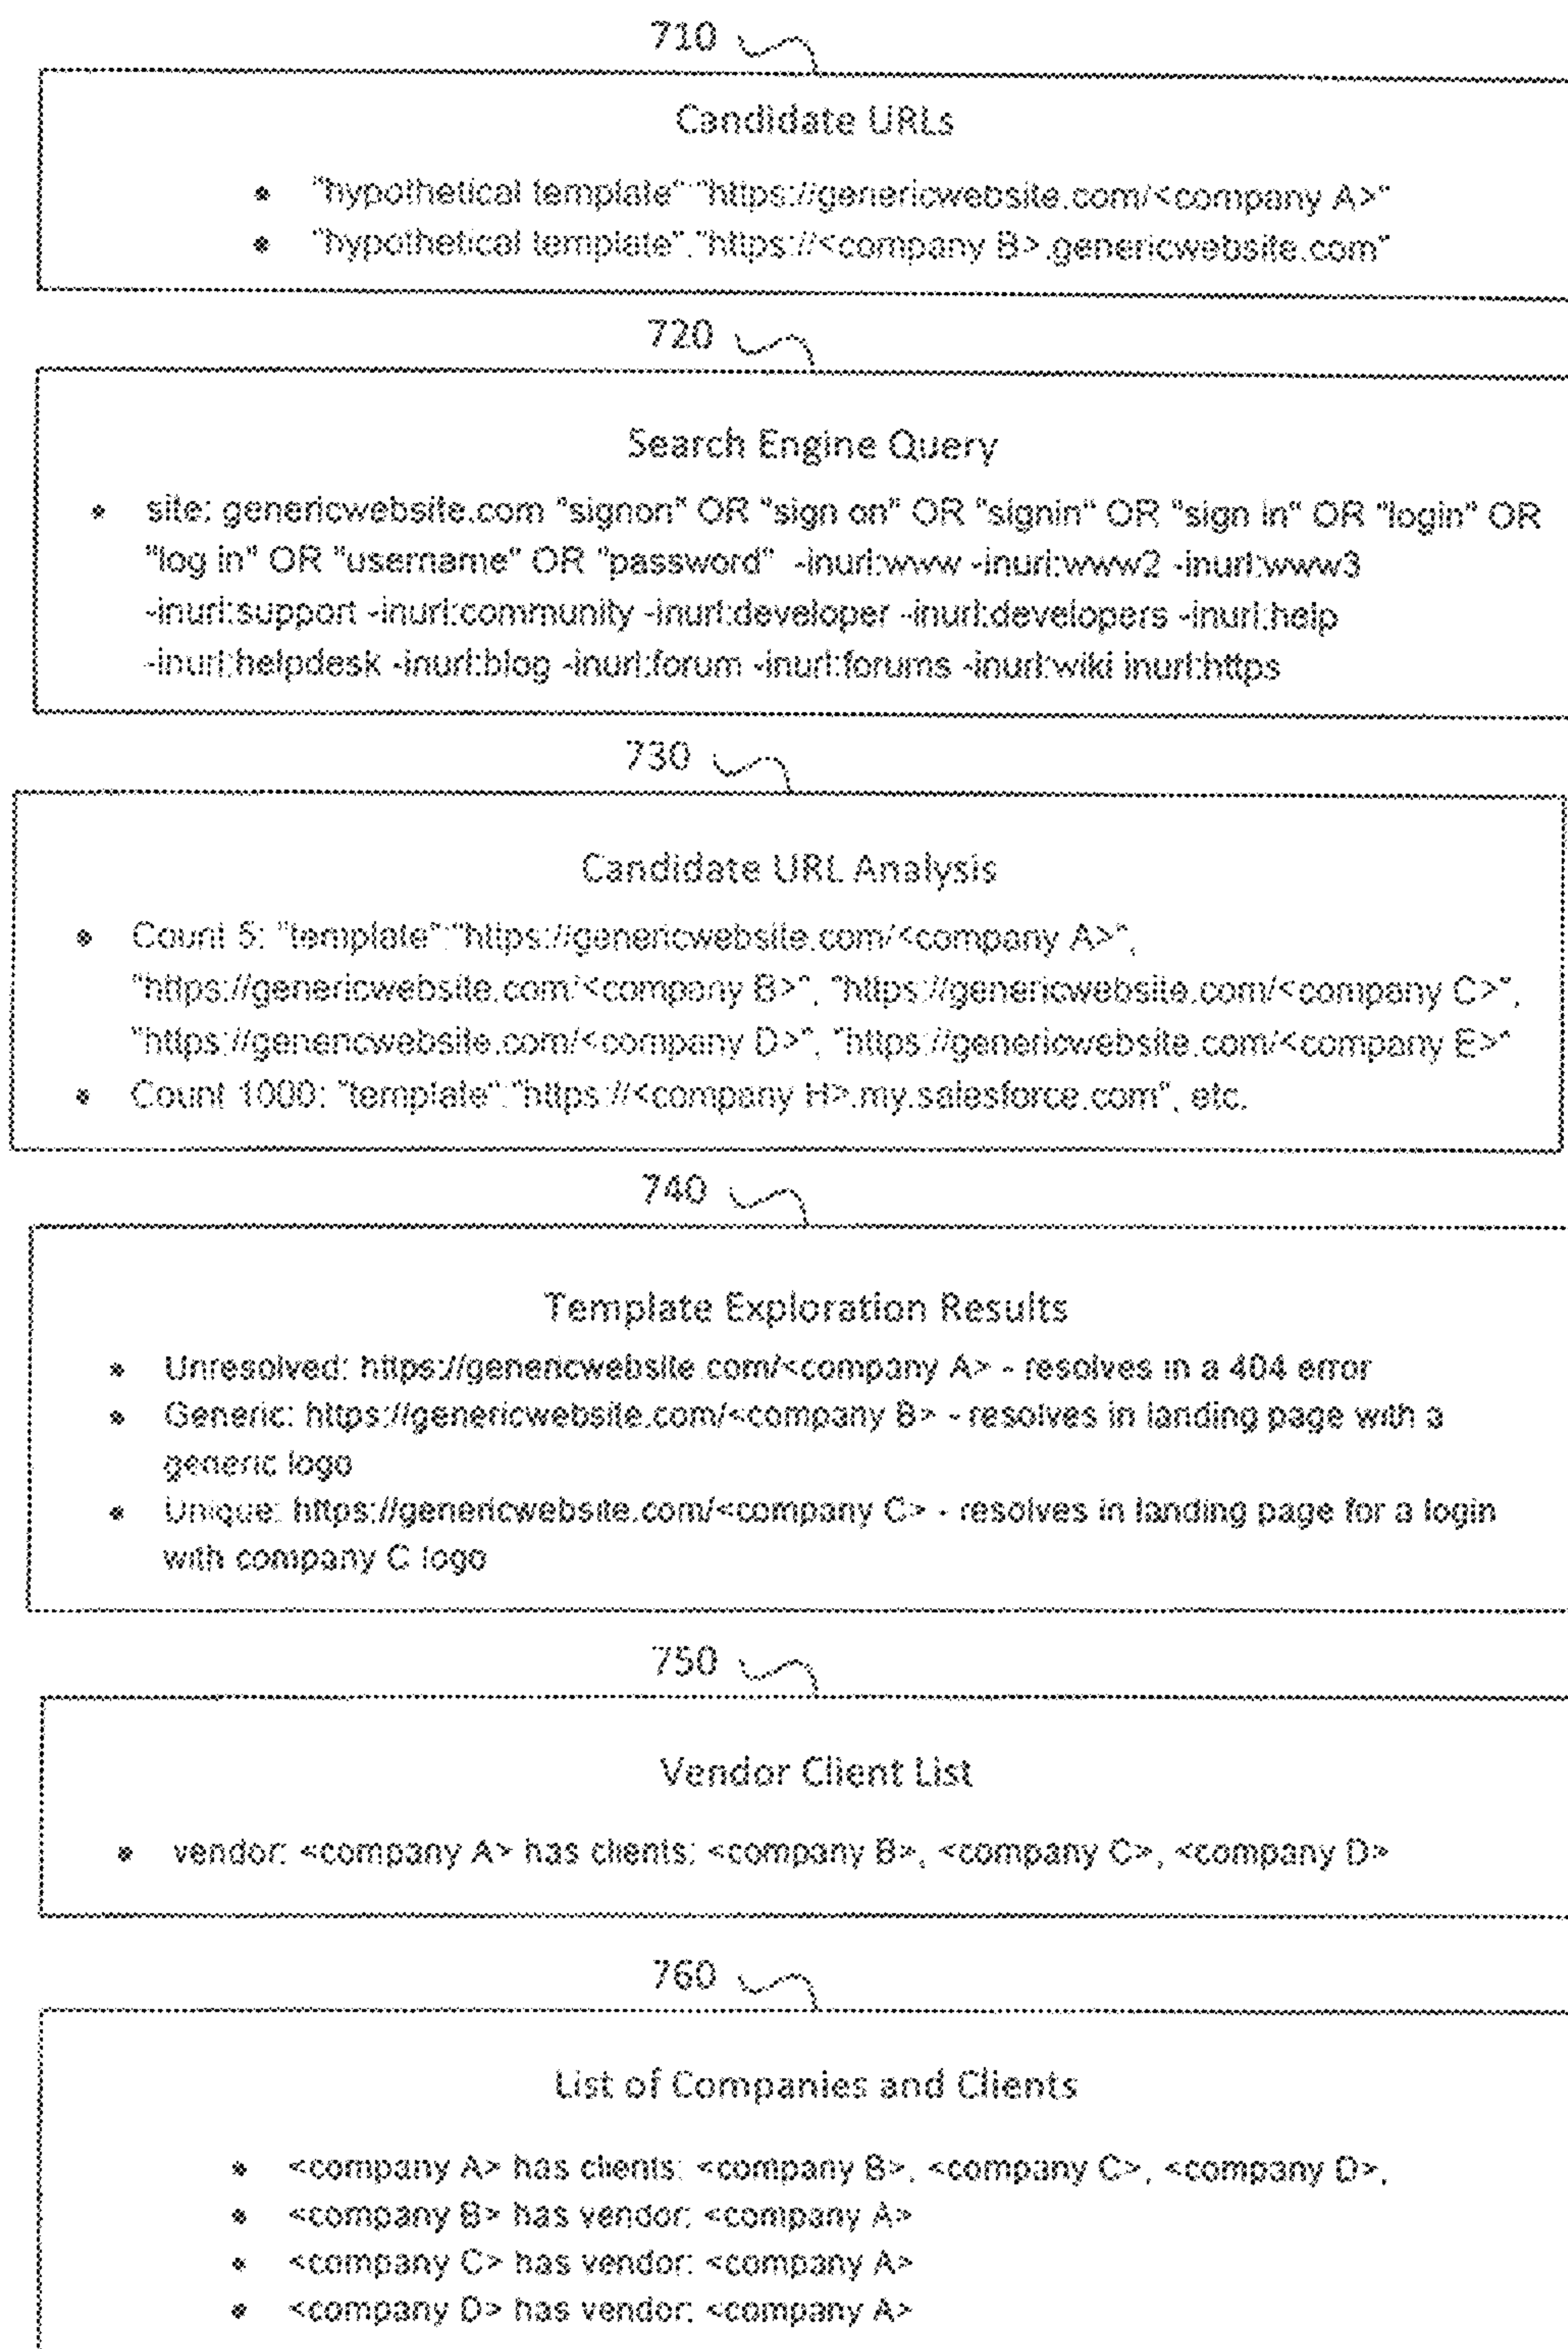 710
Candidate URLs
• "hypothetical template":"https://genericwebsite.com/<company A>"
• "hypothetical template":"https://<company B>.genericwebsite.com"
720
Search Engine Query
• site: genericwebsite.com "signon" OR "sign on" OR "signin" OR "sign in" OR "login" OR
"log in" OR "username" OR "password" -inurl:www -inurl:www2 -inurl:www3
-inurl:support -inurl:community -inurl:developer -inurl:developers -inurl:help
-inurl:helpdesk -inurl:blog -inurl:forum -inurl:forums -inurl:wiki inurl:https
730
Candidate URL Analysis
• Count 5: "template":"https://genericwebsite.com/<company A>",
"https://genericwebsite.com/<company B>", "https://genericwebsite.com/<company C>",
"https://genericwebsite.com/<company D>", "https://genericwebsite.com/<company E>"
• Count 1000: "template":"https://<company H>.my.salesforce.com", etc.
740
Template Exploration Results
• Unresolved: https://genericwebsite.com/<company A> - resolves in a 404 error
• Generic: https://genericwebsite.com/<company B> - resolves in landing page with a
generic logo
• Unique: https://genericwebsite.com/<company C> - resolves in landing page for a login
with company C logo
750
Vendor Client List
• vendor: <company A> has clients: <company B>, <company C>, <company D>
760
List of Companies and Clients
• <company A> has clients: <company B>, <company C>, <company D>,
• <company B> has vendor: <company A>
• <company C> has vendor: <company A>
• <company D> has vendor: <company A>